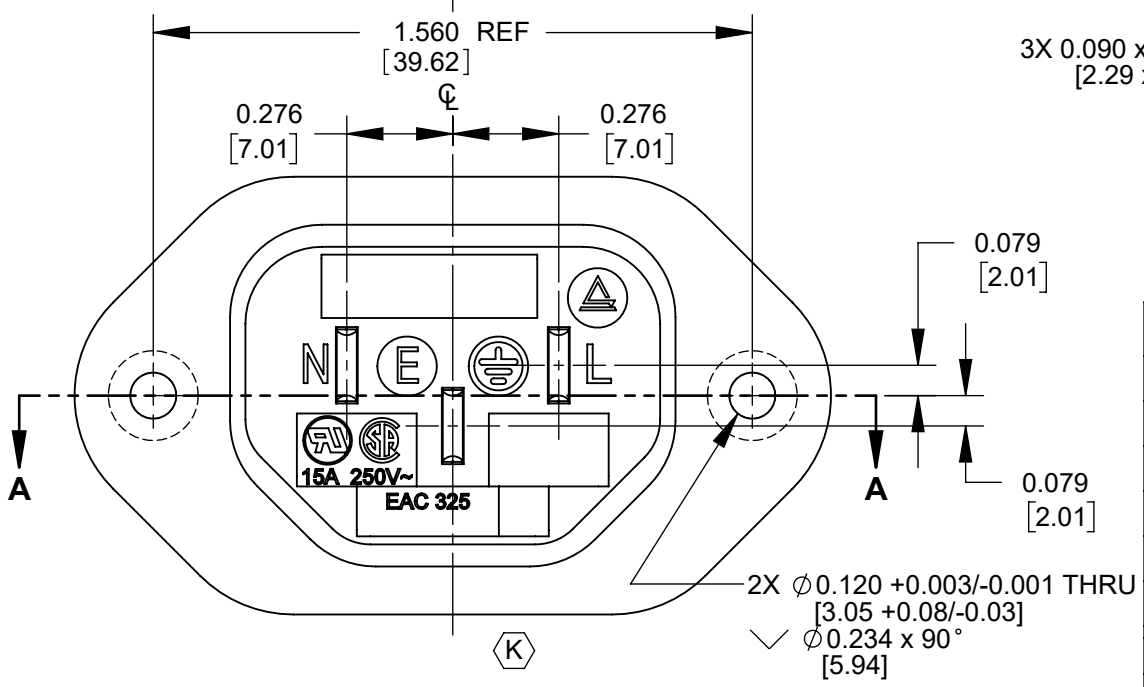 1.560 REF
[39.62]
℄
0.276
[7.01]
0.276
[7.01]
3X 0.090 x
[2.29 x
0.079
[2.01]
N
E
L
15A 250V~
EAC 325
A
A
0.079
[2.01]
2X ⌀0.120 +0.003/-0.001 THRU
[3.05 +0.08/-0.03]
⌵ ⌀0.234 x 90°
[5.94]
K